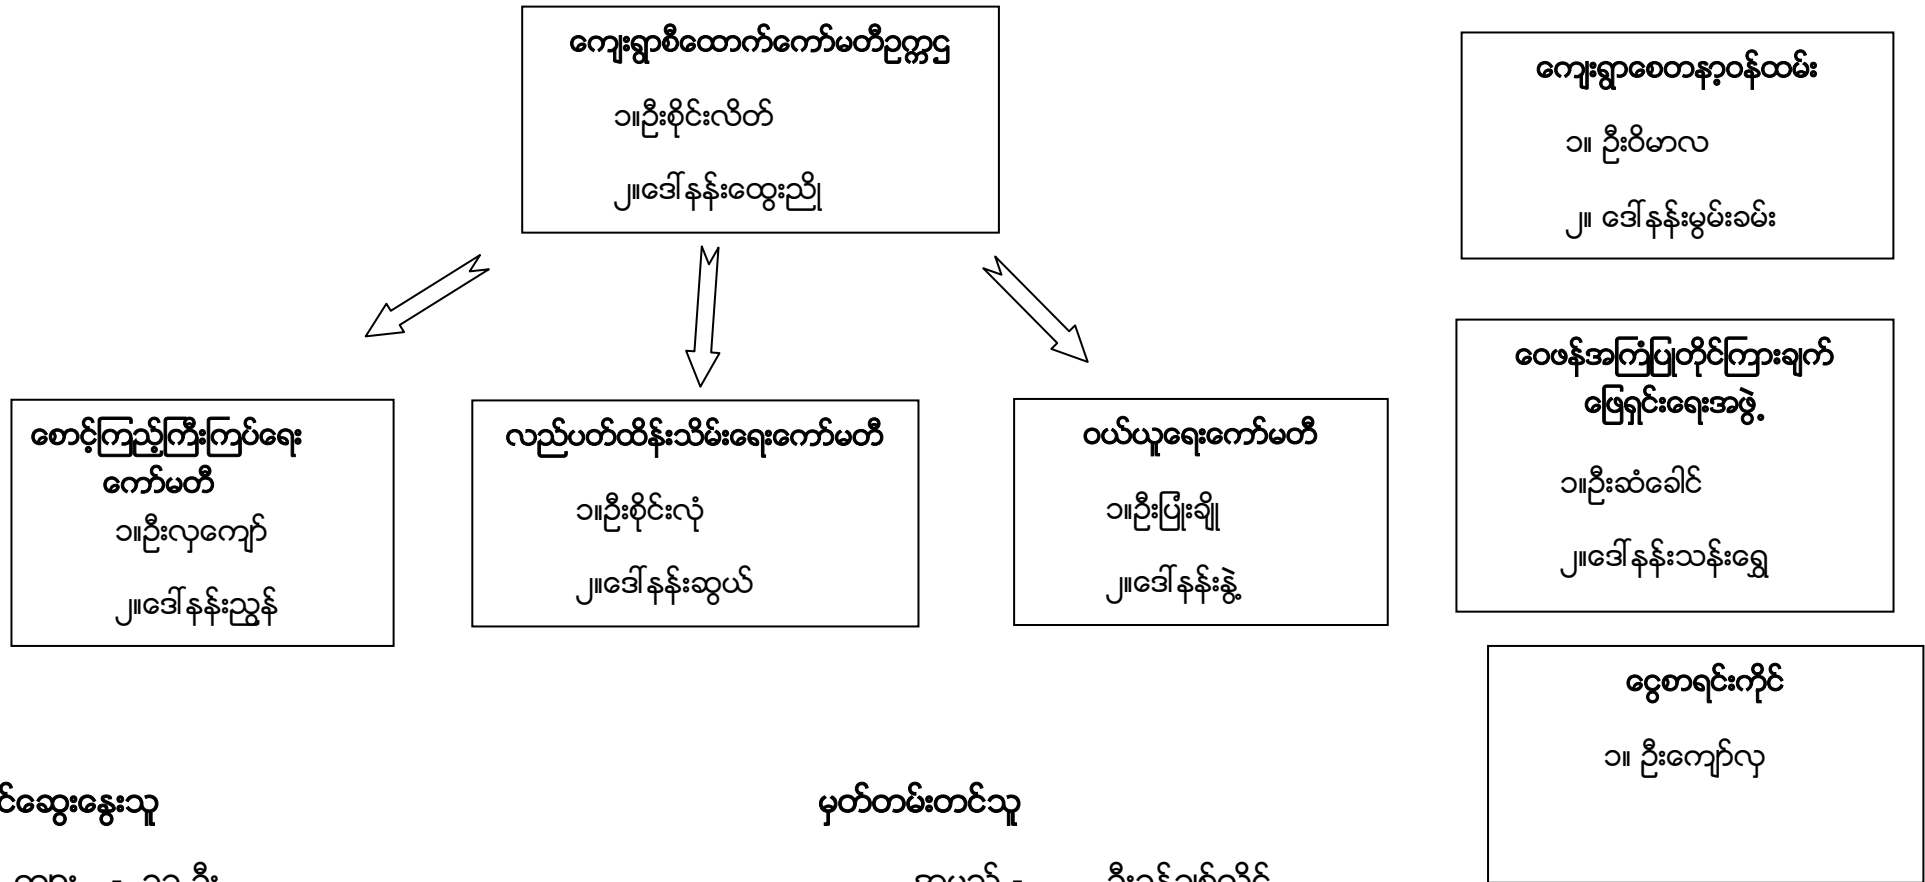 ကျေးရွာစီထောက်ကော်မတီဥက္ကဌ
၁။ဦးစိုင်းလိတ်
၂။ဒေါ်နန်းထွေးညို
ကျေးရွာစေတနာ့ဝန်ထမ်း
၁။ ဦးဝိမာလ
၂။ ဒေါ်နန်းမွမ်းခမ်း
စောင့်ကြည့်ကြီးကြပ်ရေး
ကော်မတီ
၁။ဦးလှကျော်
၂။ဒေါ်နန်းညွှန်
လည်ပတ်ထိန်းသိမ်းရေးကော်မတီ
၁။ဦးစိုင်းလုံ
၂။ဒေါ်နန်းဆွယ်
ဝယ်ယူရေးကော်မတီ
၁။ဦးပြုံးချို
၂။ဒေါ်နန်းနွဲ့
ဝေဖန်အကြံပြုတိုင်ကြားချက်
ဖြေရှင်းရေးအဖွဲ့
၁။ဦးဆံခေါင်
၂။ဒေါ်နန်းသန်းရွှေ
ငွေစာရင်းကိုင်
၁။ ဦးကျော်လှ
ဆွေးနွေးသူ
မှတ်တမ်းတင်သူ